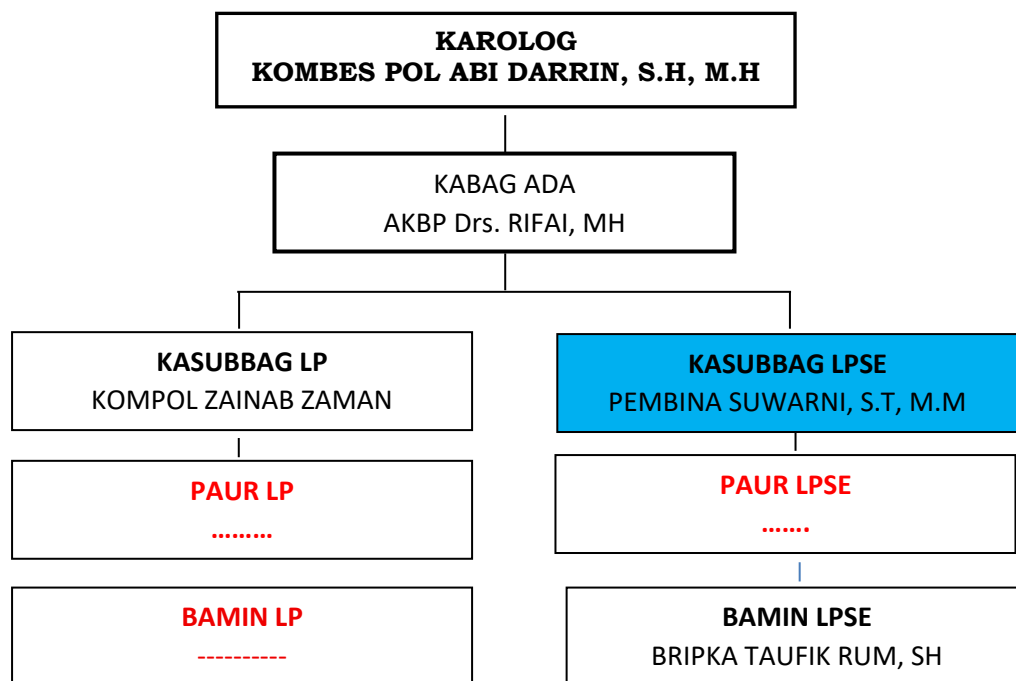 KAROLOG
KOMBES POL ABI DARRIN, S.H, M.H
KABAG ADA
AKBP Drs. RIFAI, MH
KASUBBAG LP
KOMPOL ZAINAB ZAMAN
KASUBBAG LPSE
PEMBINA SUWARNI, S.T, M.M
PAUR LP
.........
PAUR LPSE
.......
BAMIN LP
----------
BAMIN LPSE
BRIPKA TAUFIK RUM, SH